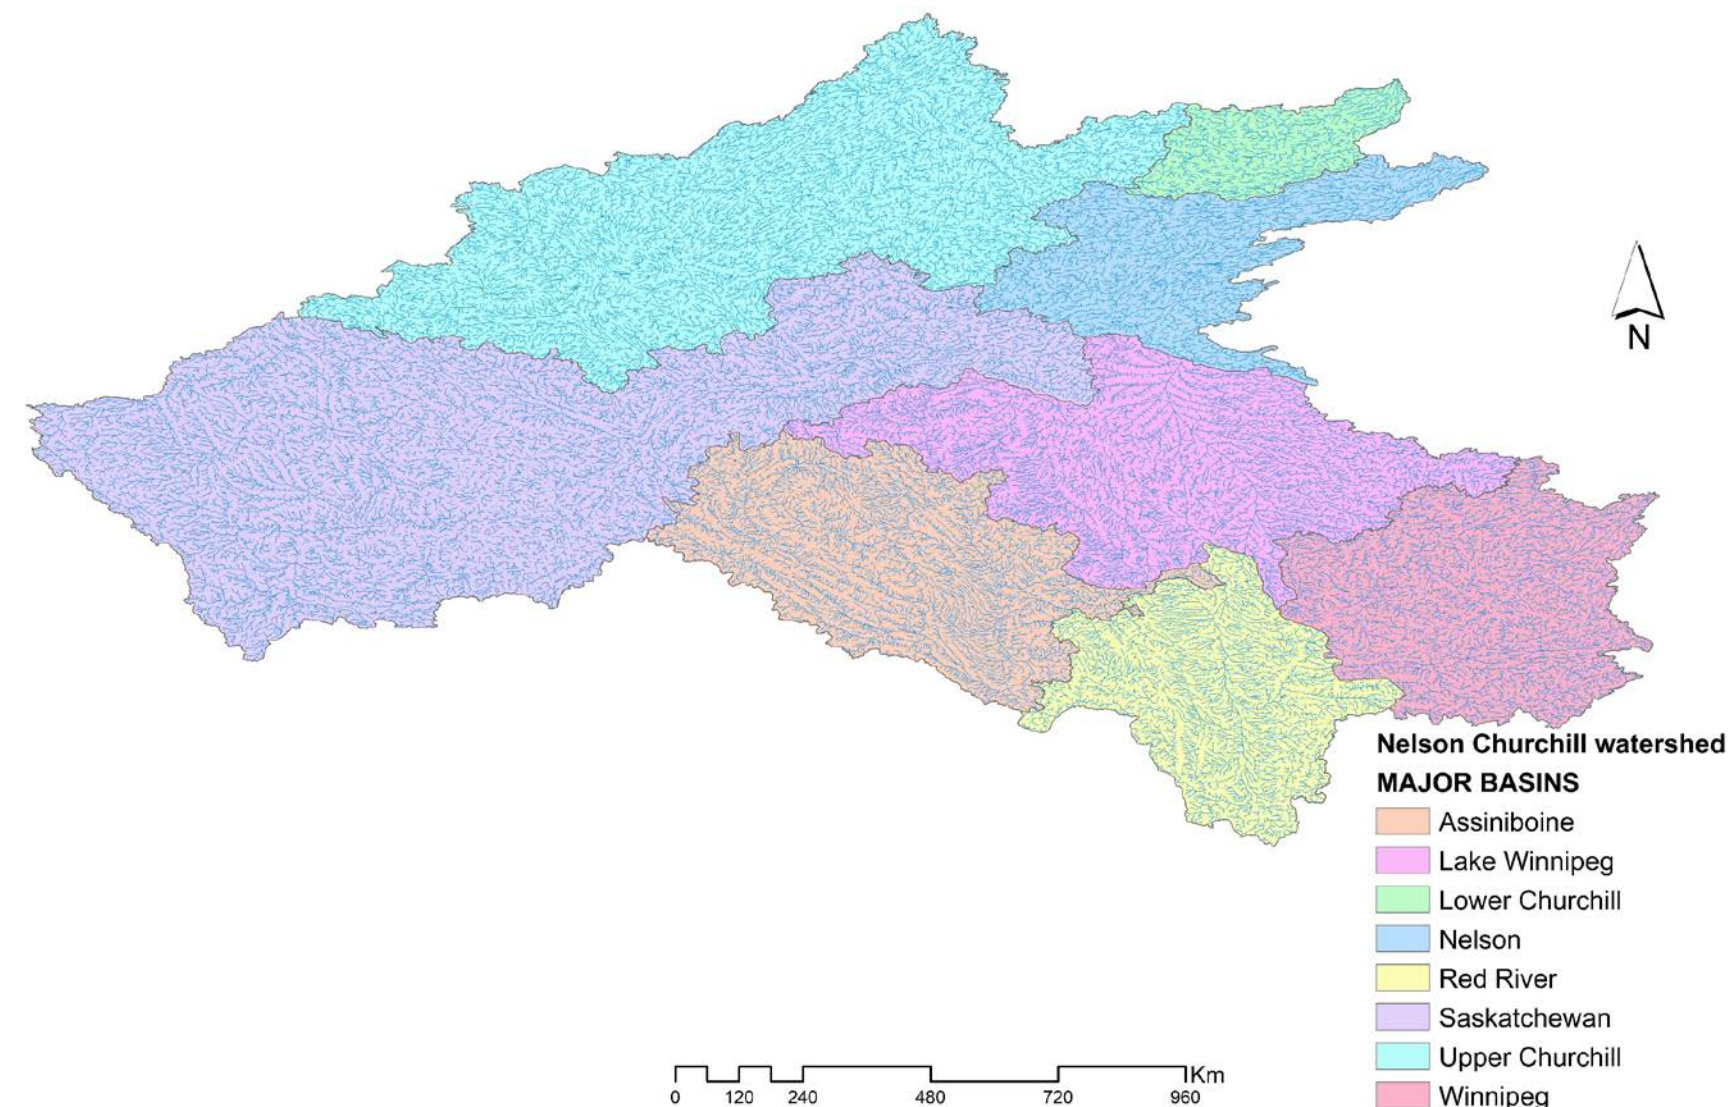 N
Nelson Churchill watershed
MAJOR BASINS
Assiniboine
Lake Winnipeg
Lower Churchill
Nelson
Red River
Saskatchewan
Upper Churchill
Winnipeg
Km
0 120 240 480 720 960